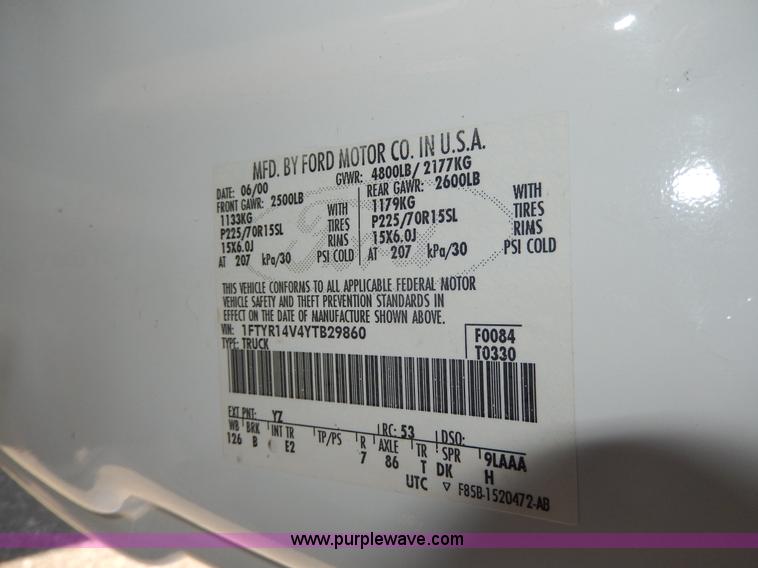 MFD. BY FORD MOTOR CO. IN U.S.A.
DATE: 06/00 GVWR: 4800LB/ 2177KG
FRONT GAWR: 2500LB REAR GAWR: 2600LB
1133KG WITH 1179KG WITH
P225/70R15SL TIRES P225/70R15SL TIRES
15X6.0J RIMS 15X6.0J RIMS
AT 207 kPa/30 PSI COLD AT 207 kPa/30 PSI COLD
THIS VEHICLE CONFORMS TO ALL APPLICABLE FEDERAL MOTOR
VEHICLE SAFETY AND THEFT PREVENTION STANDARDS IN
EFFECT ON THE DATE OF MANUFACTURE SHOWN ABOVE.
VIN: 1FTYR14V4YTB29860 F0084
TYPE: TRUCK T0330
EXT PNT: YZ RC: 53 DSO:
WB BRK INT TR TP/PS R AXLE TR SPR 9LAAA
126 B E2 7 86 T DK H
UTC ▽ F85B-1520472-AB
www.purplewave.com